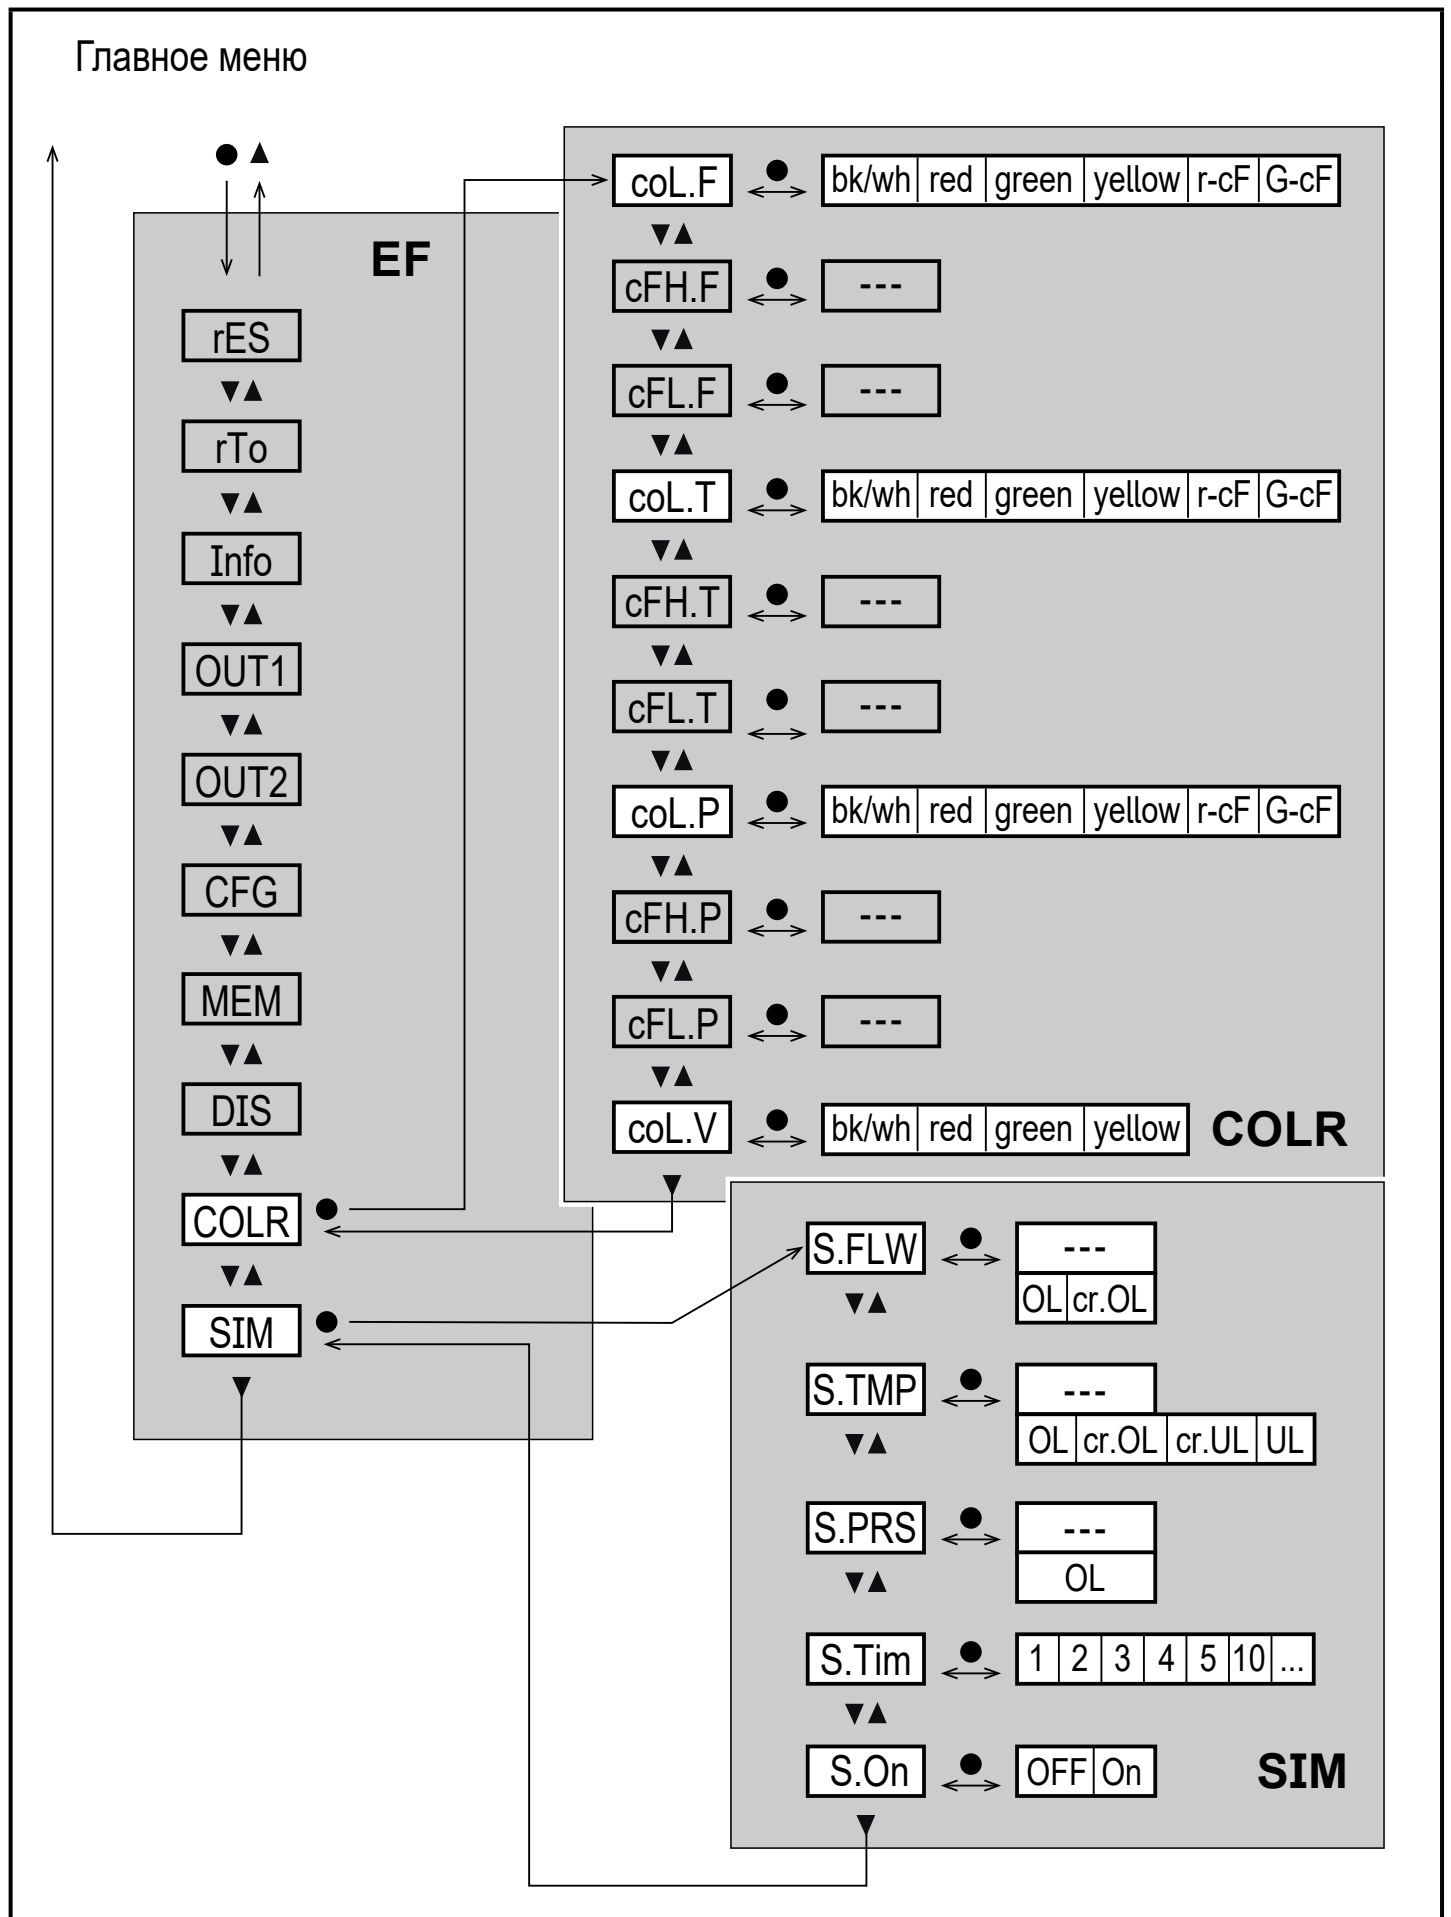 Главное меню
EF
rES
rTo
Info
OUT1
OUT2
CFG
MEM
DIS
COLR
SIM
coL.F bk/wh red green yellow r-cF G-cF
cFH.F ---
cFL.F ---
coL.T bk/wh red green yellow r-cF G-cF
cFH.T ---
cFL.T ---
coL.P bk/wh red green yellow r-cF G-cF
cFH.P ---
cFL.P ---
coL.V bk/wh red green yellow
COLR
S.FLW ---
OL cr.OL
S.TMP ---
OL cr.OL cr.UL UL
S.PRS ---
OL
S.Tim 1 2 3 4 5 10 ...
S.On OFF On
SIM